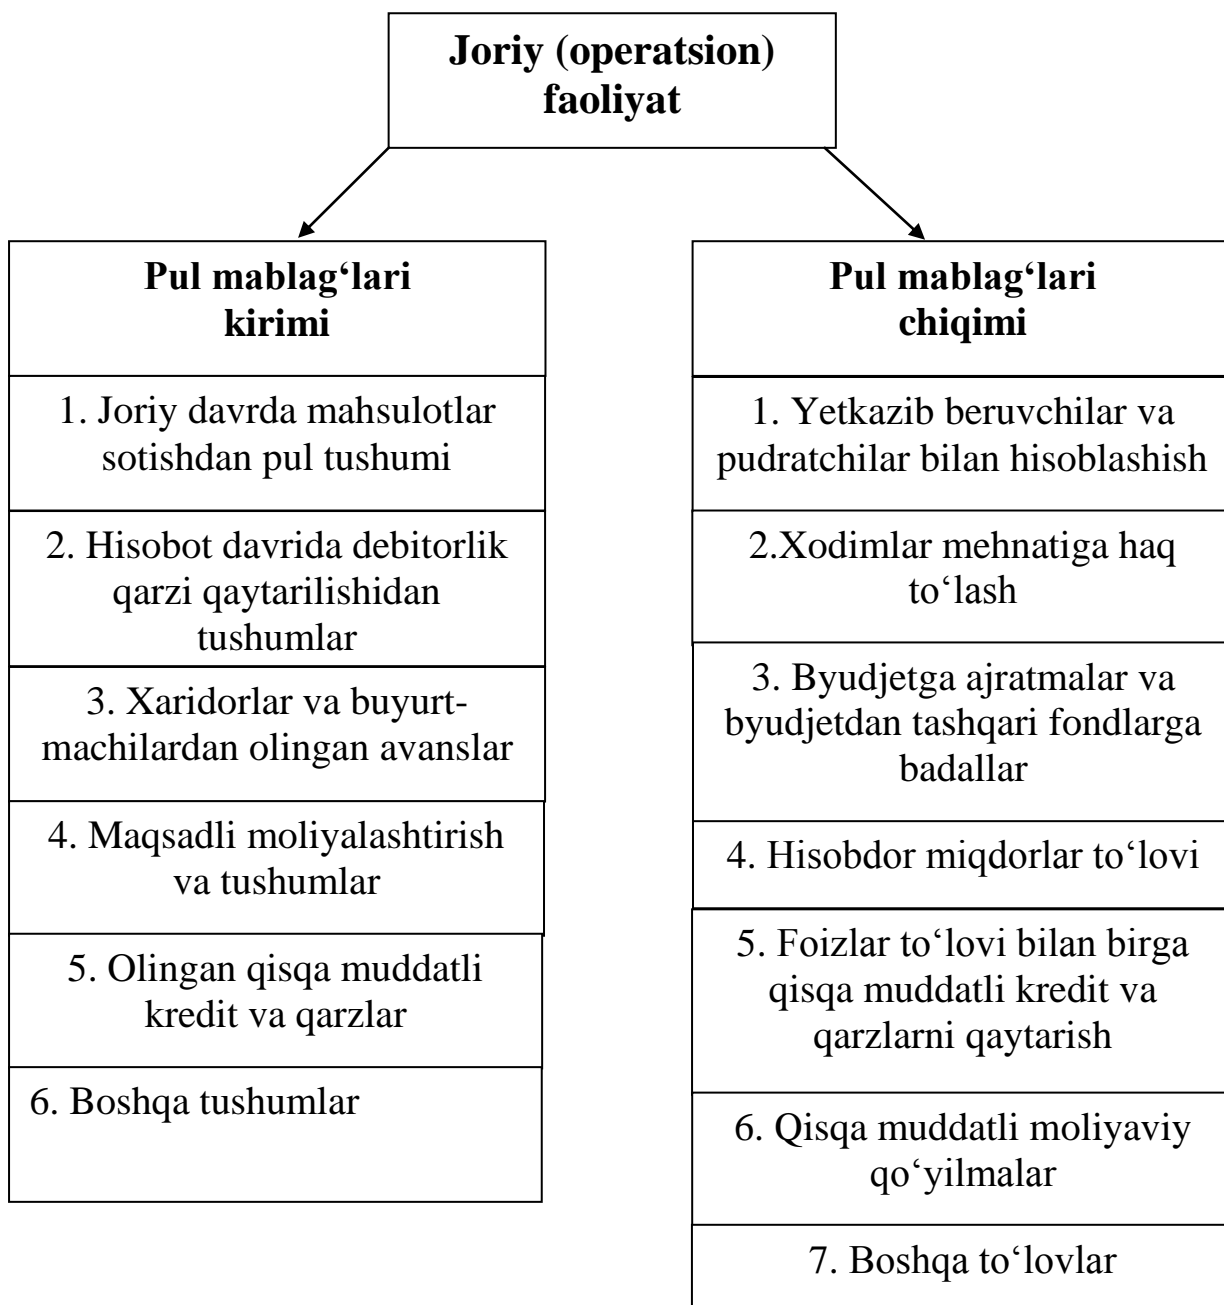 Joriy (operatsion)
faoliyat
Pul mablag‘lari
kirimi
1. Joriy davrda mahsulotlar
sotishdan pul tushumi
2. Hisobot davrida debitorlik
qarzi qaytarilishidan
tushumlar
3. Xaridorlar va buyurt-
machilardan olingan avanslar
4. Maqsadli moliyalashtirish
va tushumlar
5. Olingan qisqa muddatli
kredit va qarzlar
6. Boshqa tushumlar
Pul mablag‘lari
chiqimi
1. Yetkazib beruvchilar va
pudratchilar bilan hisoblashish
2.Xodimlar mehnatiga haq
to‘lash
3. Byudjetga ajratmalar va
byudjetdan tashqari fondlarga
badallar
4. Hisobdor miqdorlar to‘lovi
5. Foizlar to‘lovi bilan birga
qisqa muddatli kredit va
qarzlarni qaytarish
6. Qisqa muddatli moliyaviy
qo‘yilmalar
7. Boshqa to‘lovlar